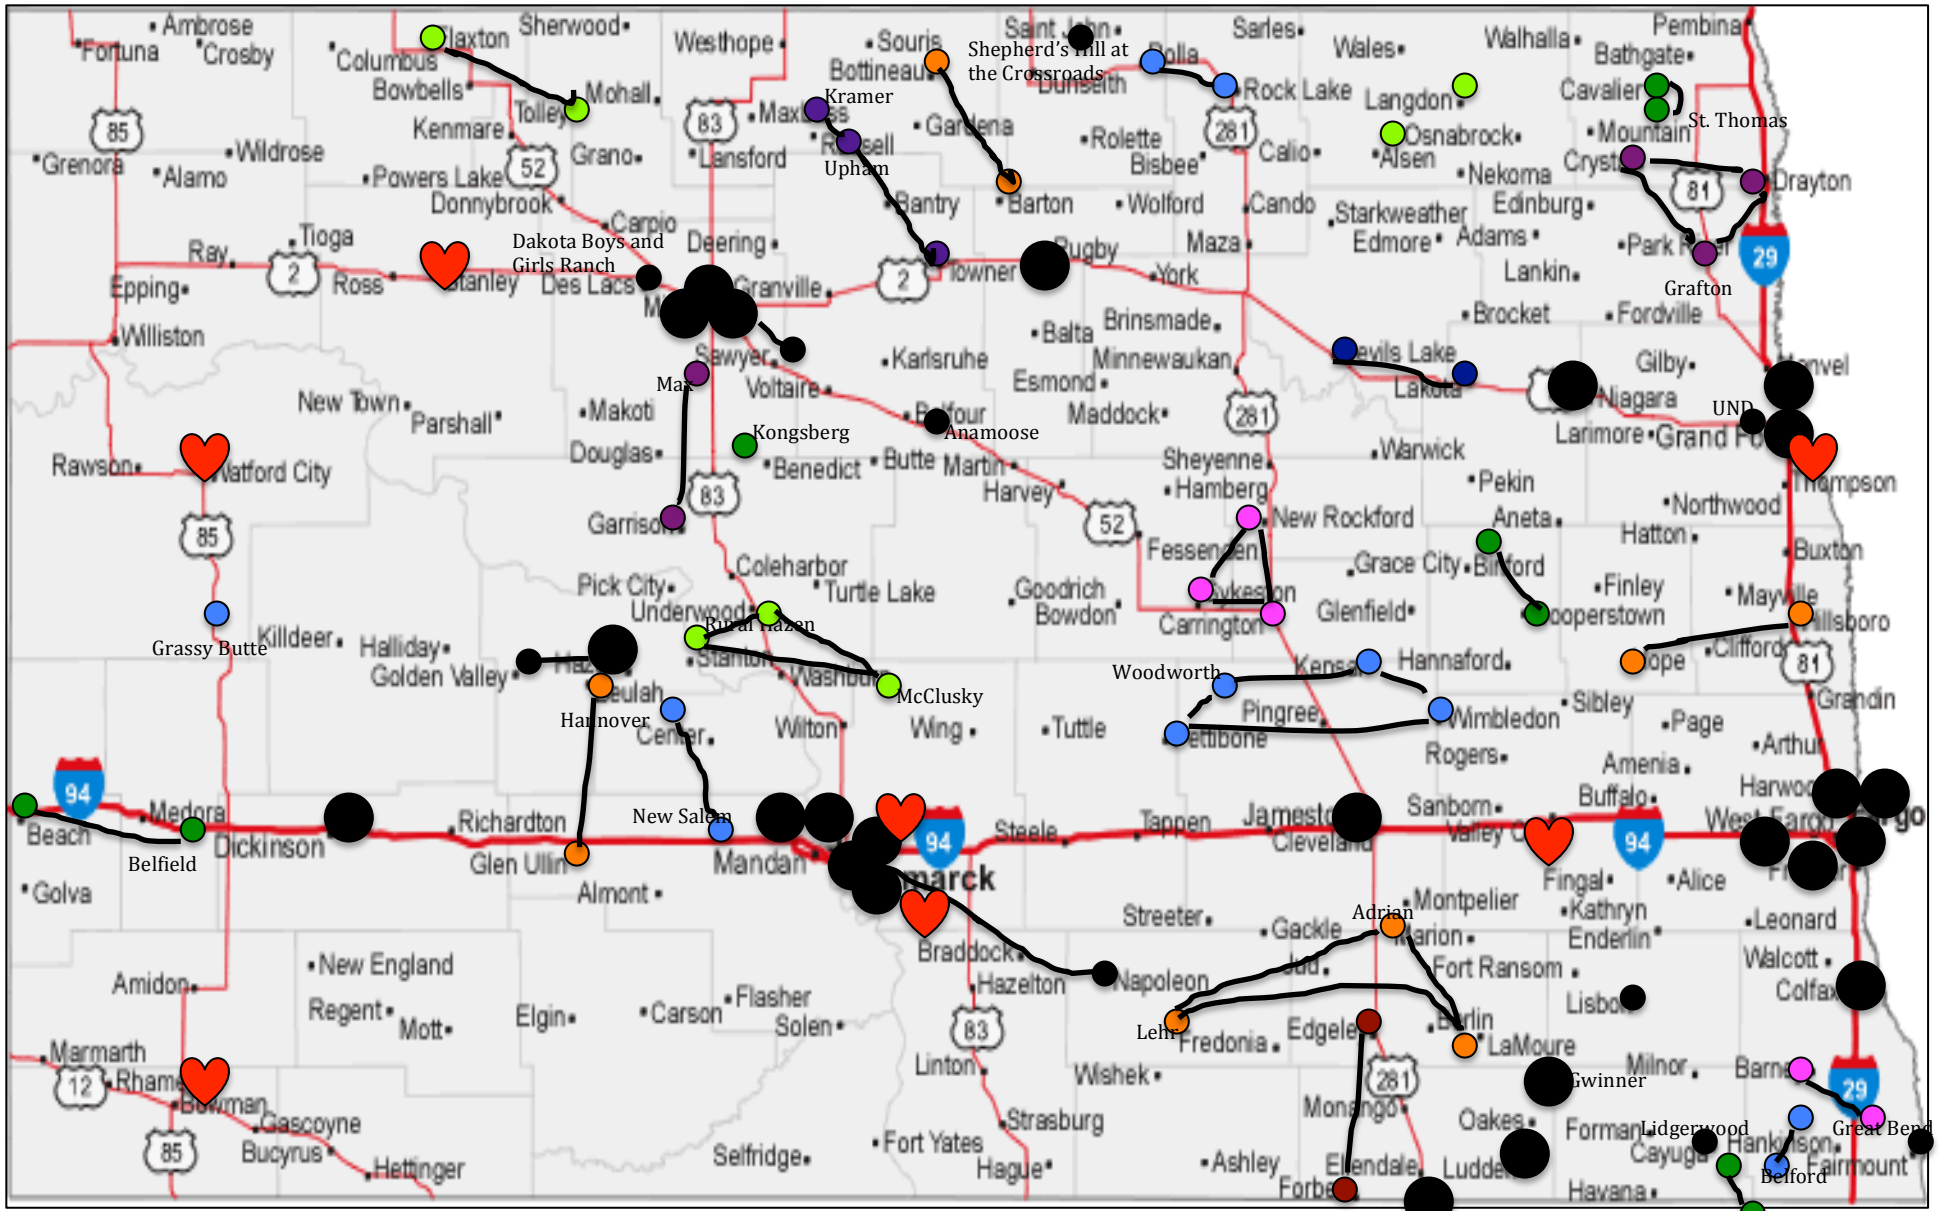 Ambrose
Fortuna
Crosby
Columbus
Flaxton
Sherwood
Bowbells
Mohall
Tolley
Kenmare
Westhope
Souris
Bottineau
Shepherd's Hill at
the Crossroads
Saint John
Dunseith
Rolla
Rock Lake
Sarles
Wales
Walhalla
Pembina
Bathgate
Cavalier
Langdon
St. Thomas
Osnabrock
Mountain
Alsen
Nekoma
Crystal
Drayton
Edinburg
85
83
281
81
52
Kramer
Maxbass
Russell
Upham
Gardena
Rolette
Bisbee
Calio
Grenora
Wildrose
Alamo
Powers Lake
Grano
Lansford
Donnybrook
Carpio
Bantry
Barton
Wolford
Cando
Starkweather
Edmore
Adams
Park River
Grafton
29
Ray
Tioga
2
Ross
Stanley
Epping
Dakota Boys and
Girls Ranch
Des Lacs
Deering
Granville
2
Towner
Rugby
York
Maza
Lankin
Brocket
Fordville
Williston
Sawyer
Voltaire
Karlsruhe
Balta
Brinsmade
Minnewaukan
Esmond
Devils Lake
Lakota
Niagara
Gilby
Manvel
New Town
Parshall
Makoti
Max
Douglas
Kongsberg
Benedict
Balfour
Anamoose
Butte
Martin
Harvey
Maddock
281
Warwick
Larimore
UND
Grand Fo
Thompson
Rawson
Watford City
85
Garrison
83
52
Sheyenne
Hamberg
New Rockford
Fessenden
Pekin
Aneta
Northwood
Hatton
Buxton
Grassy Butte
Killdeer
Halliday
Golden Valley
Pick City
Coleharbor
Underwood
Turtle Lake
Rural Hazen
Stanton
Washburn
McClusky
Goodrich
Bowdon
Sykeston
Carrington
Grace City
Glenfield
Binford
Cooperstown
Finley
Mayville
Hillsboro
Hope
Clifford
81
Grandin
Beulah
Hannover
Center
Wilton
Wing
Tuttle
Woodworth
Kensal
Pingree
Pettibone
Hannaford
Wimbledon
Rogers
Sibley
Page
Arthur
Amenia
94
Medora
Beach
Belfield
Dickinson
Richardton
Glen Ullin
New Salem
Mandan
94
marck
Steele
Tappen
Jamesto
Cleveland
Sanborn
Valley C
Buffalo
94
Harwoo
West Fargo
rgo
Golva
Almont
Braddock
Streeter
Gackle
Adrian
Montpelier
Marion
Fingal
Alice
Kathryn
Enderlin
Leonard
Amidon
New England
Regent
Mott
Elgin
Carson
Flasher
Solen
Hazelton
Napoleon
Jud
Fort Ransom
Lisbo
Walcott
Colfax
Marmarth
12
Rhame
Bowman
Gascoyne
Bucyrus
Hettinger
85
83
Linton
Strasburg
Hague
Selfridge
Fort Yates
Lehr
Fredonia
Wishek
Ashley
Edgeley
Berlin
LaMoure
281
Monango
Ellendale
Forbes
Gwinner
Oakes
Ludde
Milnor
Barne
29
Forman
Lidgerwood
Cayuga
Hankinson
Great Bend
Belford
Fairmount
Havana